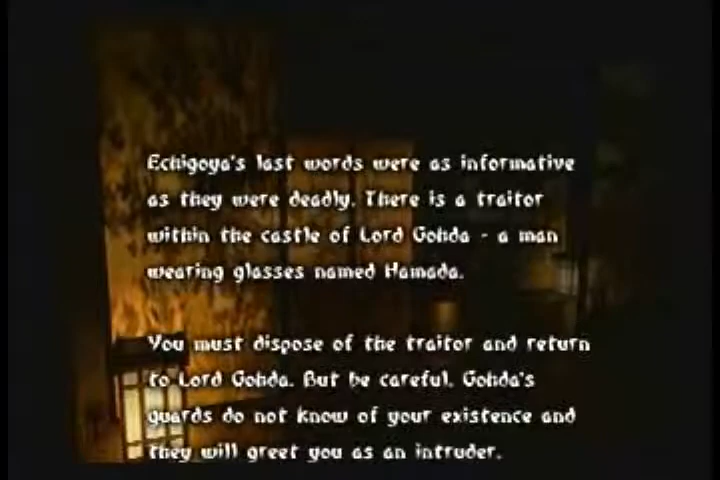 Echigoya's last words were as informative
as they were deadly. There is a traitor
within the castle of Lord Gohda - a man
wearing glasses named Hamada.
You must dispose of the traitor and return
to Lord Gohda. But be careful. Gohda's
guards do not know of your existence and
they will greet you as an intruder.